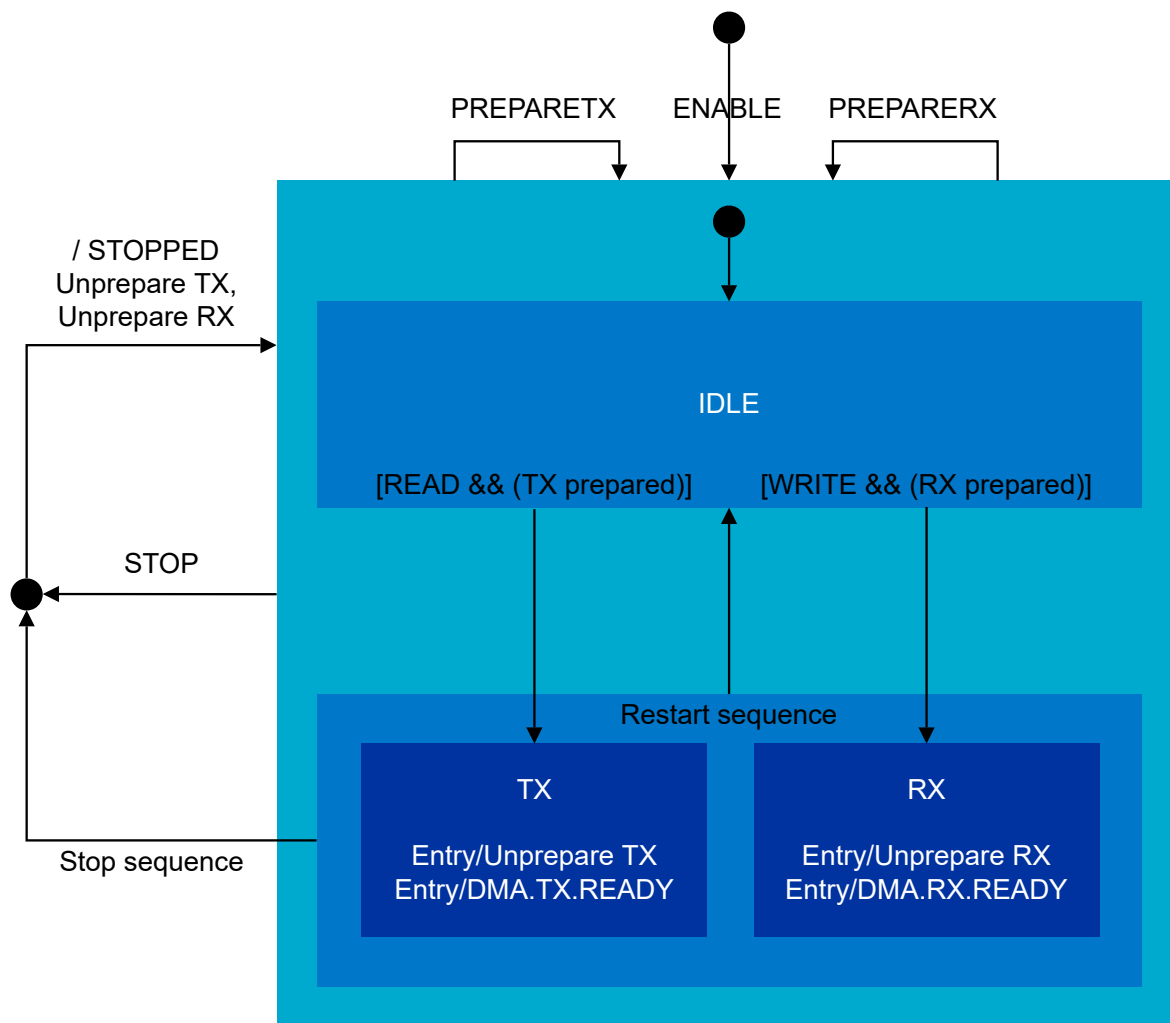 PREPARETX
ENABLE
PREPARERX
/ STOPPED
Unprepare TX,
Unprepare RX
IDLE
[READ && (TX prepared)]
[WRITE && (RX prepared)]
STOP
Restart sequence
TX
RX
Entry/Unprepare TX
Entry/DMA.TX.READY
Entry/Unprepare RX
Entry/DMA.RX.READY
Stop sequence